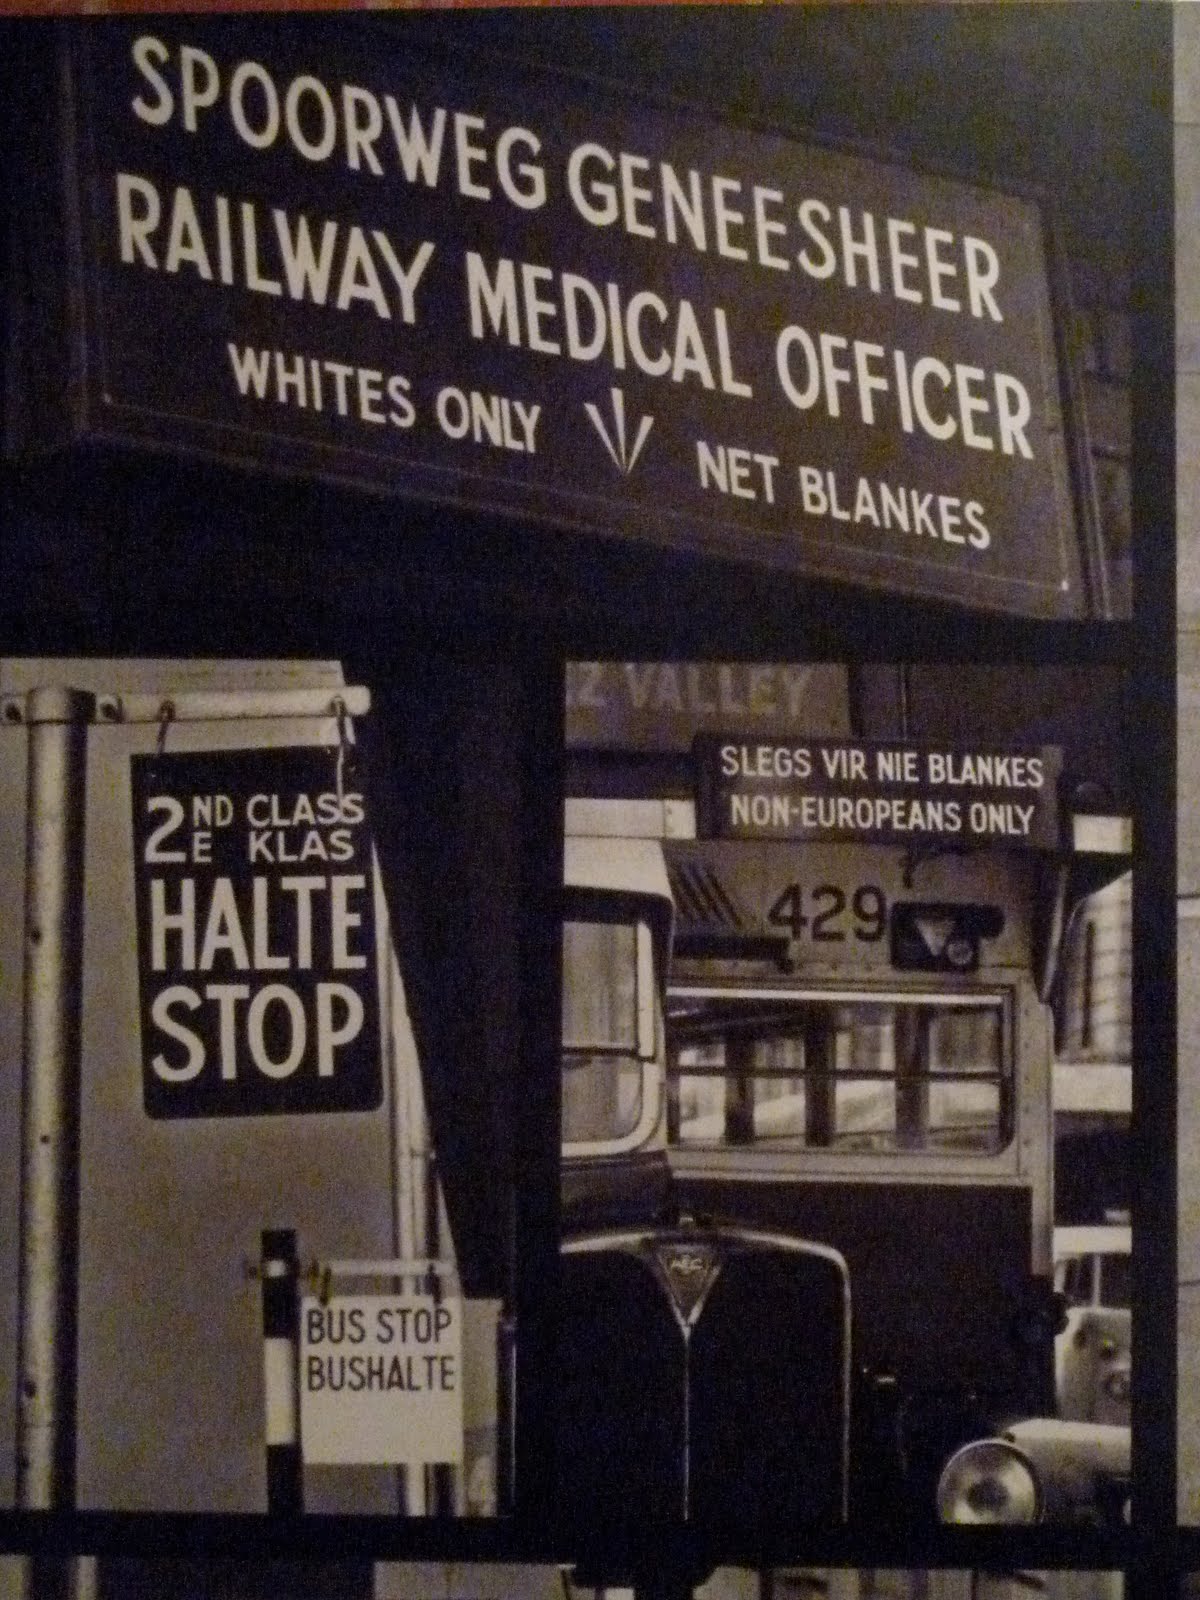 SPOORWEG GENEESHEER
RAILWAY MEDICAL OFFICER
WHITES ONLY NET BLANKES
2ND CLASS
2E KLAS
HALTE
STOP
BUS STOP
BUSHALTE
VALLEY
SLEGS VIR NIE BLANKES
NON-EUROPEANS ONLY
429
AEC